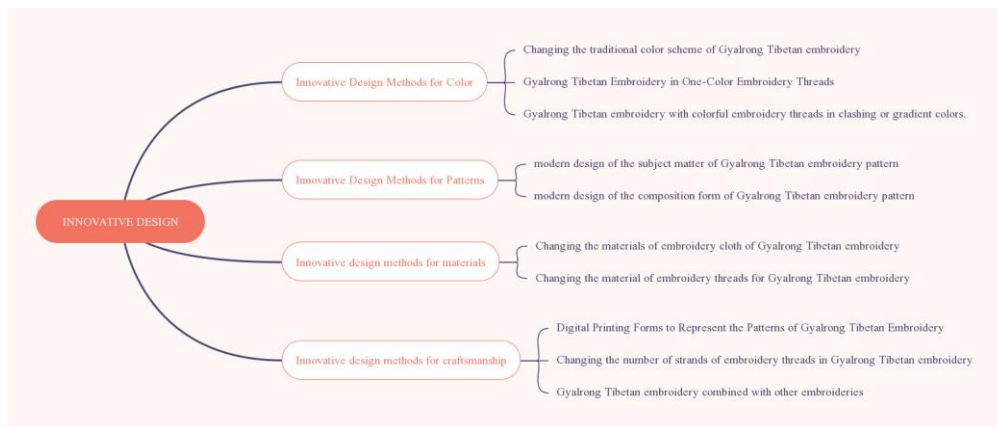 INNOVATIVE DESIGN
Innovative Design Methods for Color
Changing the traditional color scheme of Gyalrong Tibetan embroidery
Gyalrong Tibetan Embroidery in One-Color Embroidery Threads
Gyalrong Tibetan embroidery with colorful embroidery threads in clashing or gradient colors.
Innovative Design Methods for Patterns
modern design of the subject matter of Gyalrong Tibetan embroidery pattern
modern design of the composition form of Gyalrong Tibetan embroidery pattern
Innovative design methods for materials
Changing the materials of embroidery cloth of Gyalrong Tibetan embroidery
Changing the material of embroidery threads for Gyalrong Tibetan embroidery
Innovative design methods for craftsmanship
Digital Printing Forms to Represent the Patterns of Gyalrong Tibetan Embroidery
Changing the number of strands of embroidery threads in Gyalrong Tibetan embroidery
Gyalrong Tibetan embroidery combined with other embroideries